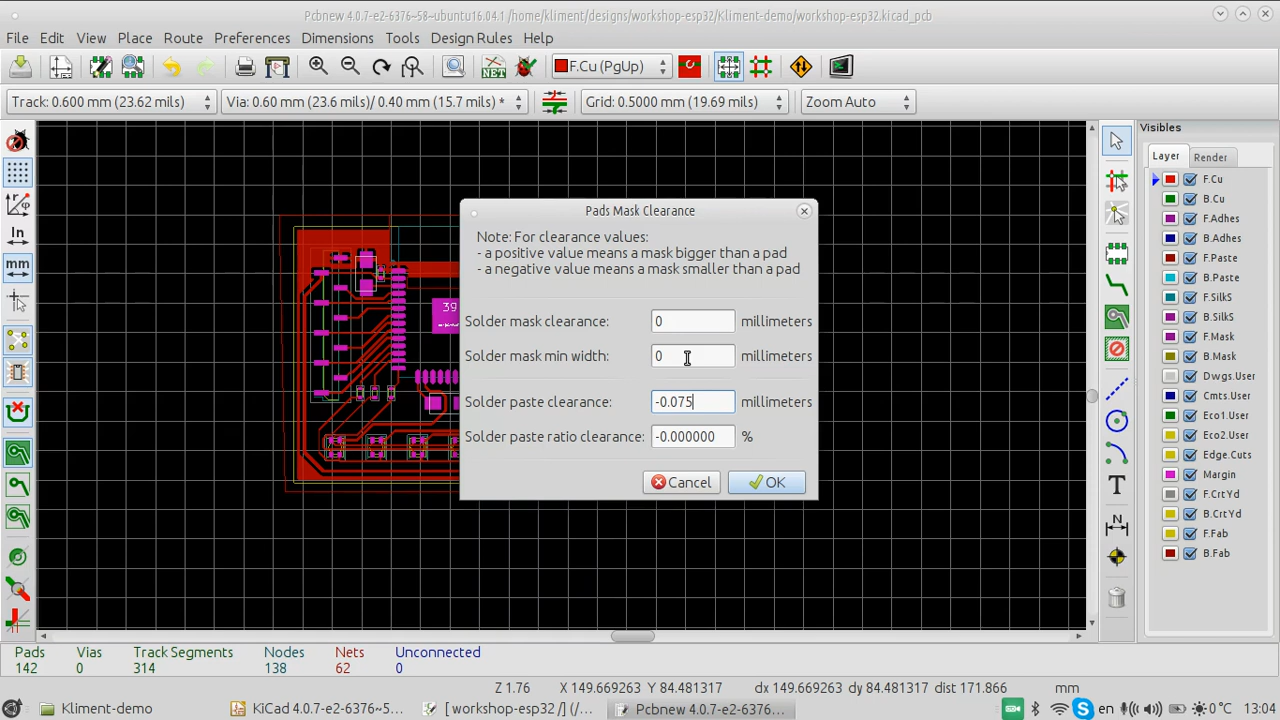 Pcbnew 4.0.7-e2-6376~58~ubuntu16.04.1 /home/kliment/designs/workshop-esp32/Kliment-demo/workshop-esp32.kicad_pcb
File Edit View Place Route Preferences Dimensions Tools Design Rules Help
NET F.Cu (PgUp)
Track: 0.600 mm (23.62 mils) Via: 0.60 mm (23.6 mils)/ 0.40 mm (15.7 mils) * Grid: 0.5000 mm (19.69 mils) Zoom Auto
Visibles
Layer Render
F.Cu
B.Cu
F.Adhes
B.Adhes
F.Paste
B.Paste
F.SilkS
B.SilkS
F.Mask
B.Mask
Dwgs.User
Cmts.User
Eco1.User
Eco2.User
Edge.Cuts
Margin
F.CrtYd
B.CrtYd
F.Fab
B.Fab
In
mm
39
Pads Mask Clearance
Note: For clearance values:
- a positive value means a mask bigger than a pad
- a negative value means a mask smaller than a pad
Solder mask clearance: 0 millimeters
Solder mask min width: 0 millimeters
Solder paste clearance: -0.075 millimeters
Solder paste ratio clearance: -0.000000 %
Cancel OK
T
N
Pads Vias Track Segments Nodes Nets Unconnected
142 0 314 138 62 0
Z 1.76 X 149.669263 Y 84.481317 dx 149.669263 dy 84.481317 dist 171.866 mm
Kliment-demo KiCad 4.0.7-e2-6376~5... [ workshop-esp32 /] (/... Pcbnew 4.0.7-e2-6376~... en 0°C 13:04